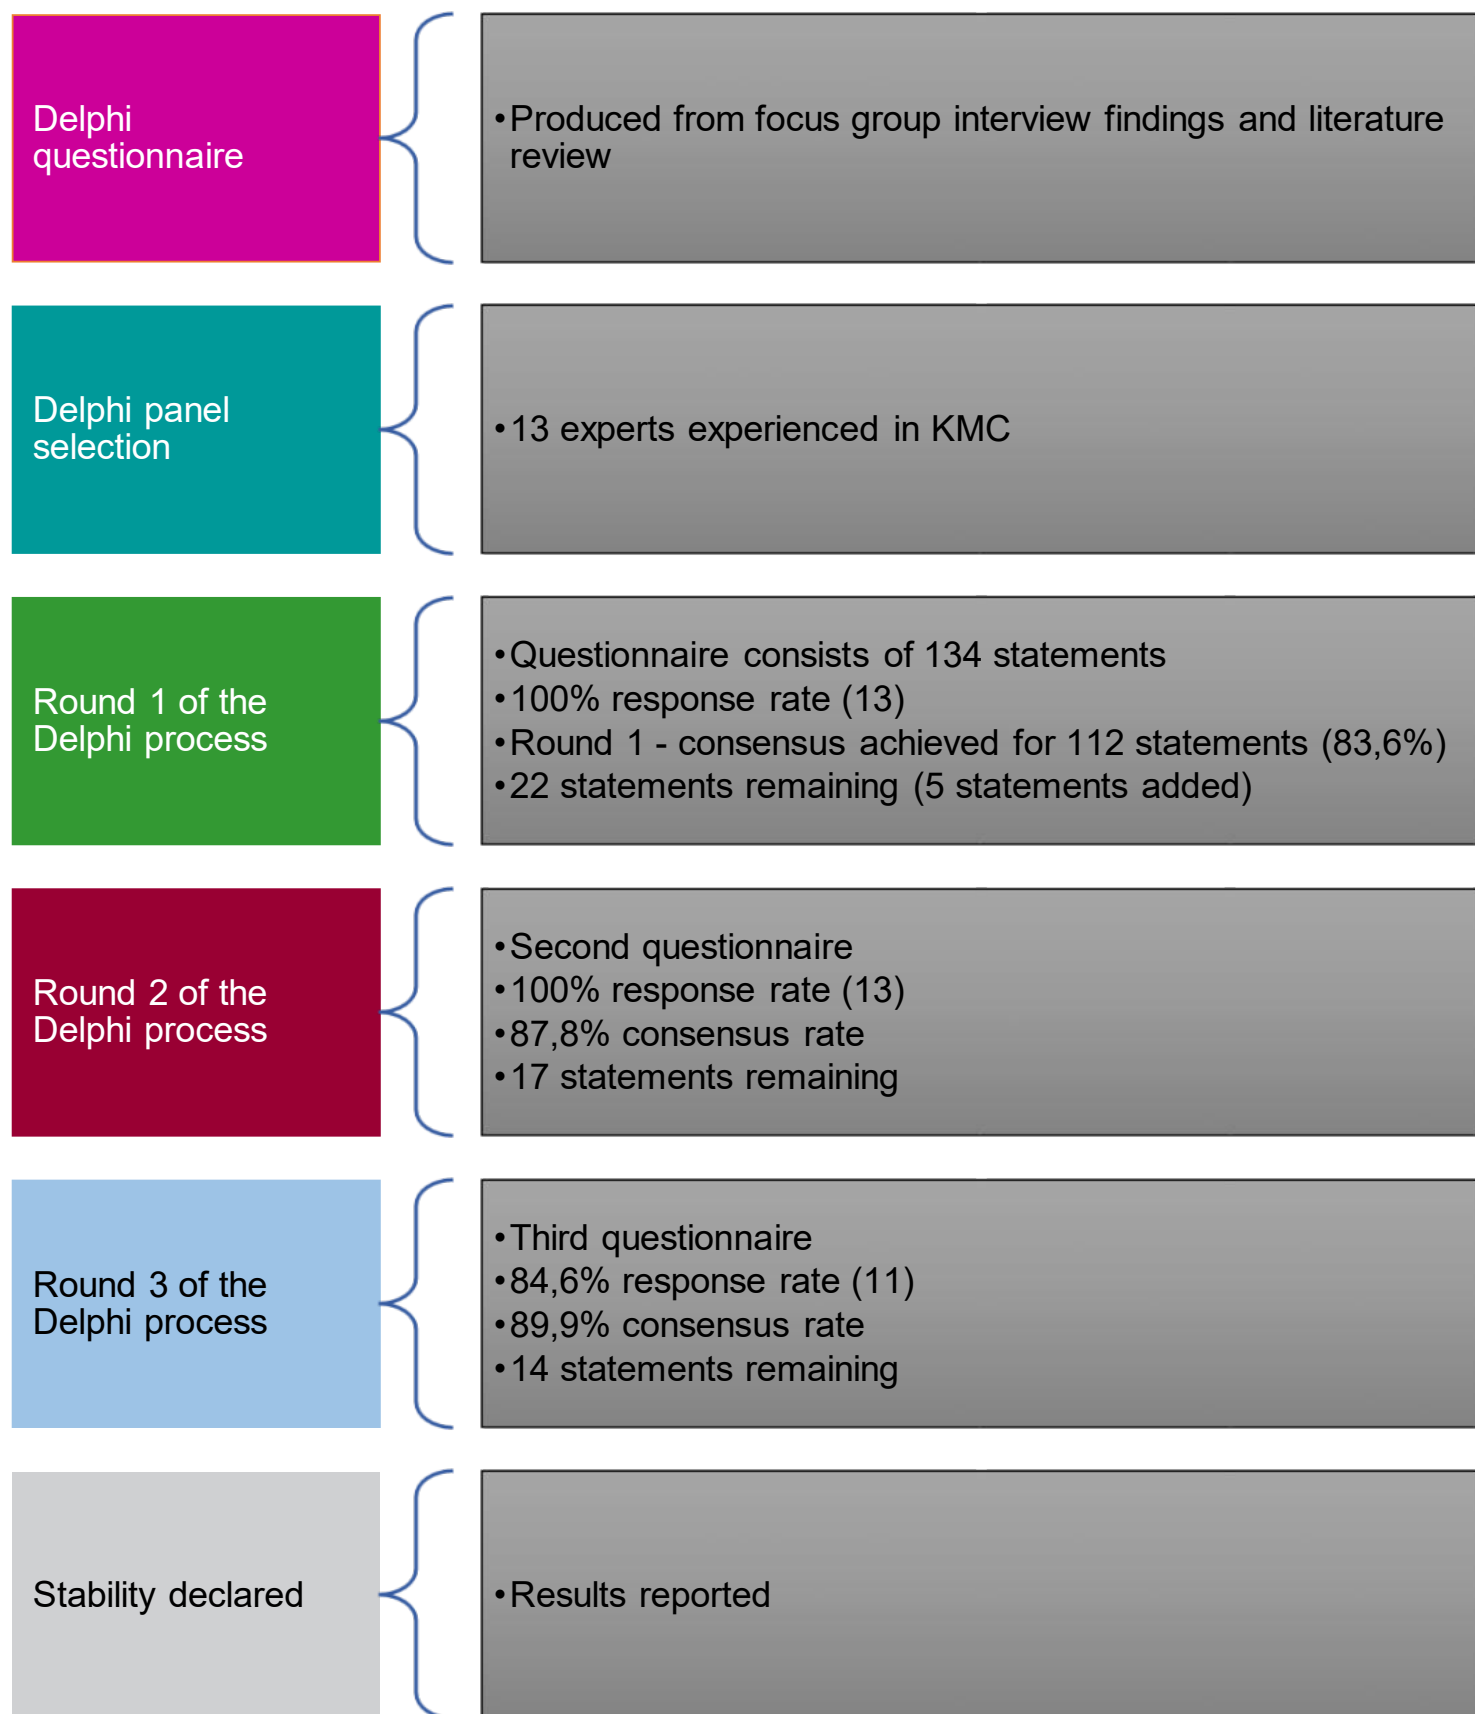 Delphi
questionnaire
•Produced from focus group interview findings and literature
review
Delphi panel
selection
•13 experts experienced in KMC
Round 1 of the
Delphi process
•Questionnaire consists of 134 statements
•100% response rate (13)
•Round 1 - consensus achieved for 112 statements (83,6%)
•22 statements remaining (5 statements added)
Round 2 of the
Delphi process
•Second questionnaire
•100% response rate (13)
•87,8% consensus rate
•17 statements remaining
Round 3 of the
Delphi process
•Third questionnaire
•84,6% response rate (11)
•89,9% consensus rate
•14 statements remaining
Stability declared
•Results reported